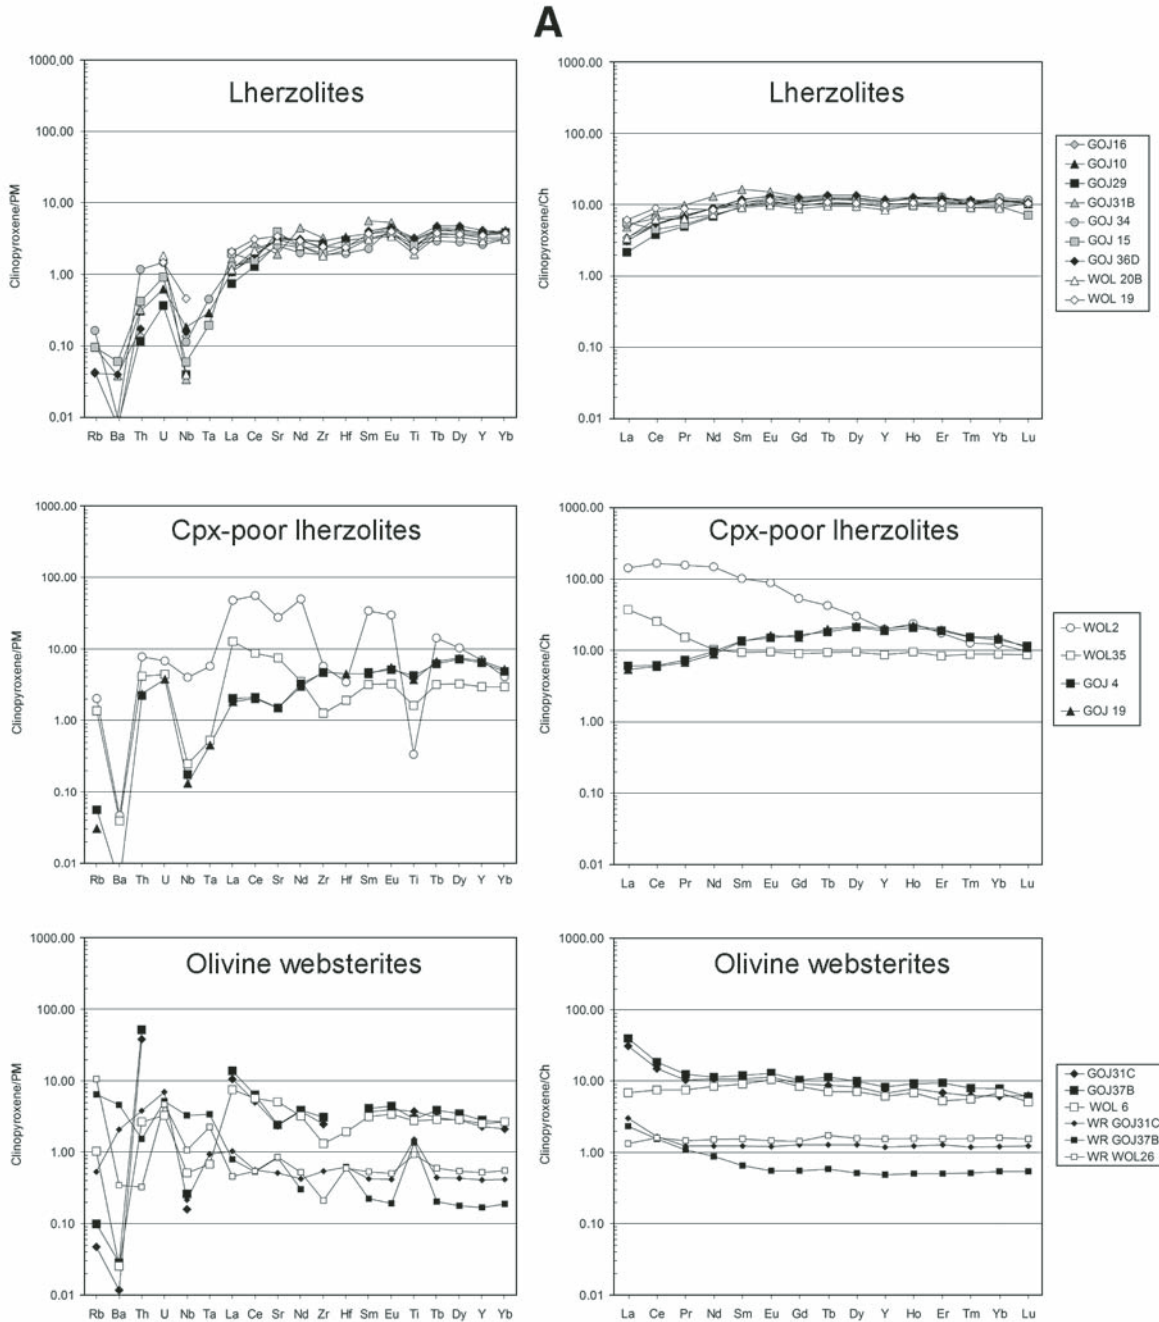 A
Lherzolites
1000,00
100.00
10.00
1.00
0.10
0.01
Clinopyroxene/PM
Rb Ba Th U Nb Ta La Ce Sr Nd Zr Hf Sm Eu Ti Tb Dy Y Yb
Lherzolites
1000.00
100.00
10.00
1.00
0.10
0.01
Clinopyroxene/Ch
La Ce Pr Nd Sm Eu Gd Tb Dy Y Ho Er Tm Yb Lu
GOJ16
GOJ10
GOJ29
GOJ31B
GOJ 34
GOJ 15
GOJ 36D
WOL 20B
WOL 19
Cpx-poor lherzolites
1000.00
100.00
10.00
1.00
0.10
0.01
Clinopyroxene/PM
Rb Ba Th U Nb Ta La Ce Sr Nd Zr Hf Sm Eu Ti Tb Dy Y Yb
Cpx-poor lherzolites
1000.00
100.00
10.00
1.00
0.10
0.01
Clinopyroxene/Ch
La Ce Pr Nd Sm Eu Gd Tb Dy Y Ho Er Tm Yb Lu
WOL2
WOL35
GOJ 4
GOJ 19
Olivine websterites
1000.00
100.00
10.00
1.00
0.10
0.01
Clinopyroxene/PM
Rb Ba Th U Nb Ta La Ce Sr Nd Zr Hf Sm Eu Ti Tb Dy Y Yb
Olivine websterites
1000.00
100.00
10.00
1.00
0.10
0.01
Clinopyroxene/Ch
La Ce Pr Nd Sm Eu Gd Tb Dy Y Ho Er Tm Yb Lu
GOJ31C
GOJ37B
WOL 6
WR GOJ31C
WR GOJ37B
WR WOL26